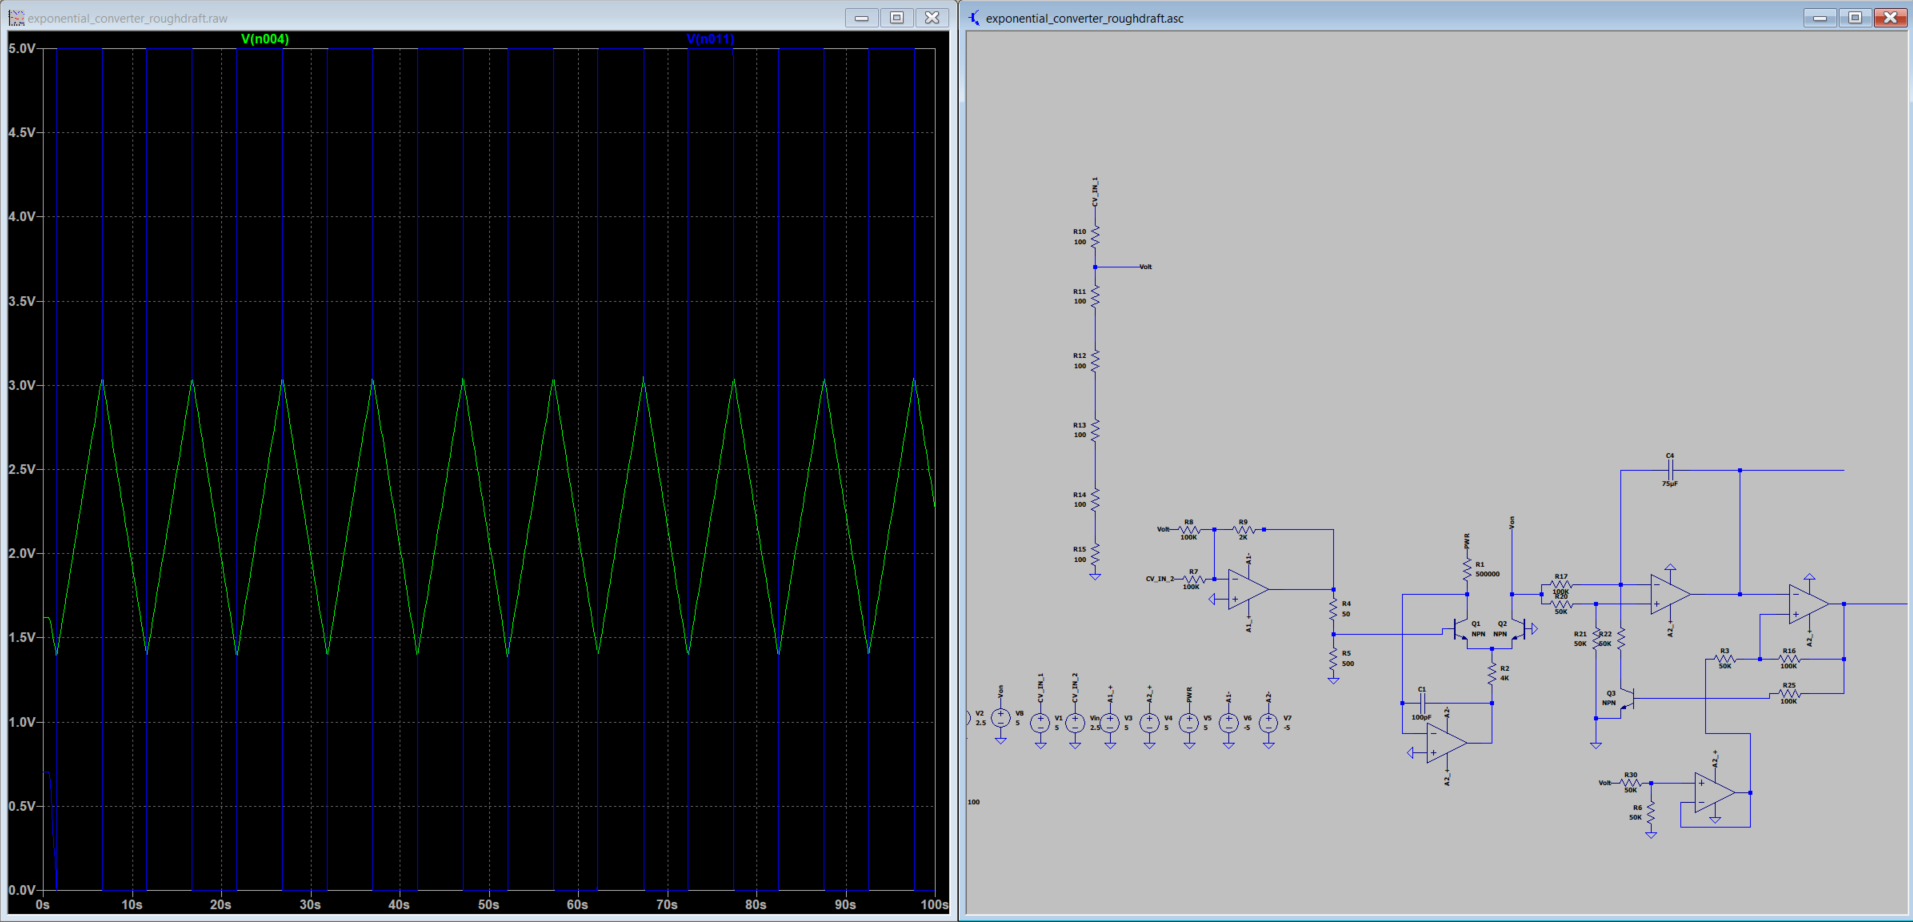 exponential_converter_roughdraft.raw
V(n004)
V(n011)
5.0V
4.5V
4.0V
3.5V
3.0V
2.5V
2.0V
1.5V
1.0V
0.5V
0.0V
0s
10s
20s
30s
40s
50s
60s
70s
80s
90s
100s
exponential_converter_roughdraft.asc
CV_IN_1
R10
100
Volt
R11
100
R12
100
R13
100
R14
100
R15
100
Volt
R8
100K
R9
2K
CV_IN_2
R7
100K
A1-
A1_+
R4
50
R5
500
PWR
R1
500000
Von
Q1
NPN
Q2
NPN
R2
4K
C1
100pF
A2-
A2_+
C4
75µF
R17
100K
R20
50K
R21
50K
R22
A2_+
A2_+
R3
50K
R16
100K
R25
100K
Q3
NPN
A2_+
Volt
R30
50K
R6
50K
V2
2.5
Von
V8
5
CV_IN_1
V1
5
CV_IN_2
Vin
2.5
A1_+
V3
5
A2_+
V4
5
PWR
V5
5
A1-
V6
-5
A2-
V7
-5
100